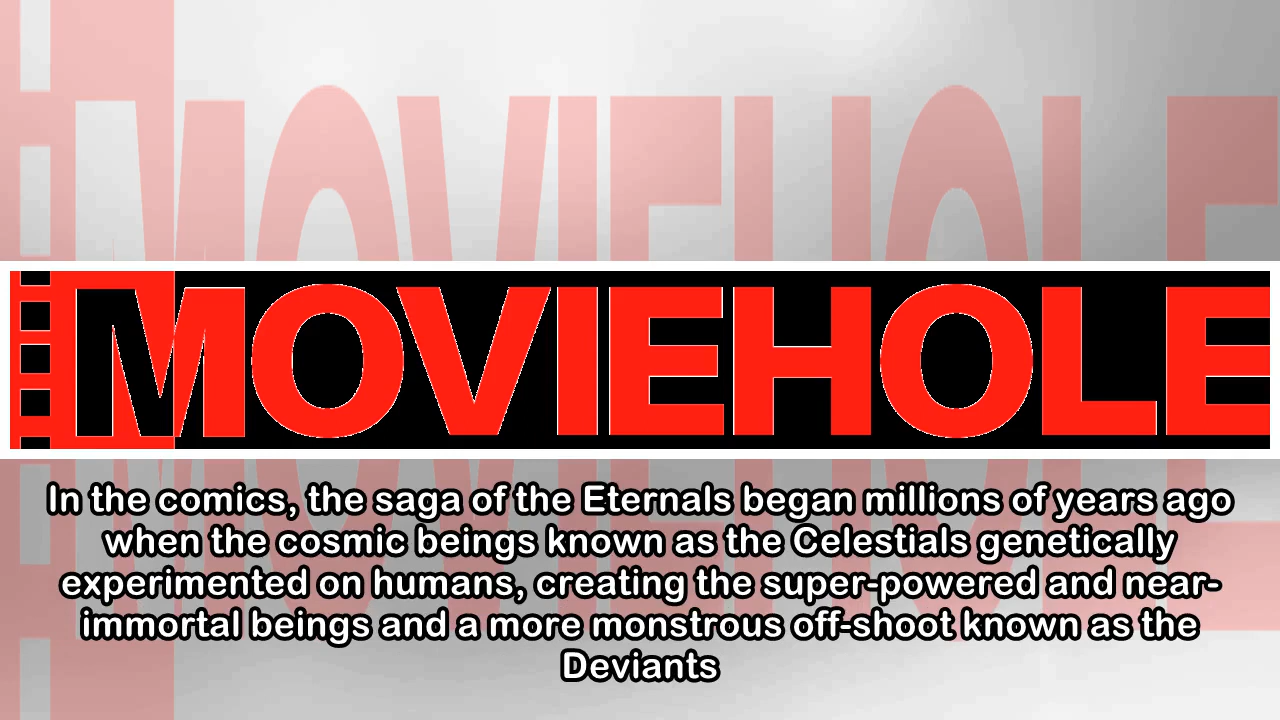 MOVIEHOLE
MOVIEHOLE
In the comics, the saga of the Eternals began millions of years ago
when the cosmic beings known as the Celestials genetically
experimented on humans, creating the super-powered and near-
immortal beings and a more monstrous off-shoot known as the
Deviants